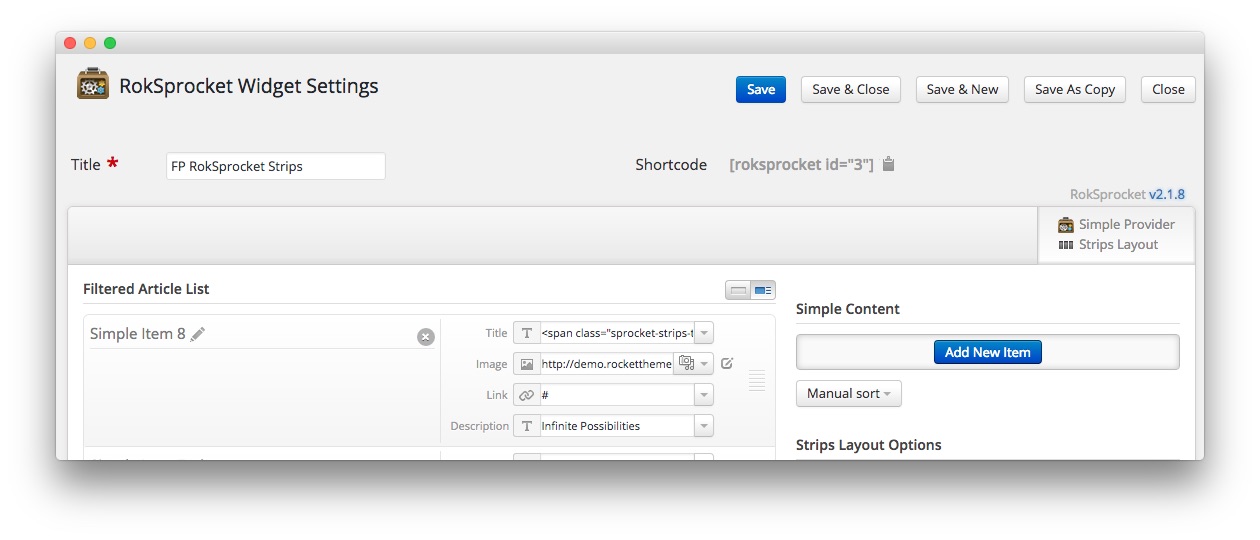 RokSprocket Widget Settings
Save
Save & Close
Save & New
Save As Copy
Close
Title *
FP RokSprocket Strips
Shortcode
[roksprocket id="3"]
RokSprocket v2.1.8
Simple Provider
Strips Layout
Filtered Article List
Simple Item 8
Title
T
<span class="sprocket-strips-t
Image
http://demo.rockettheme
Link
#
Description
T
Infinite Possibilities
Simple Content
Add New Item
Manual sort
Strips Layout Options